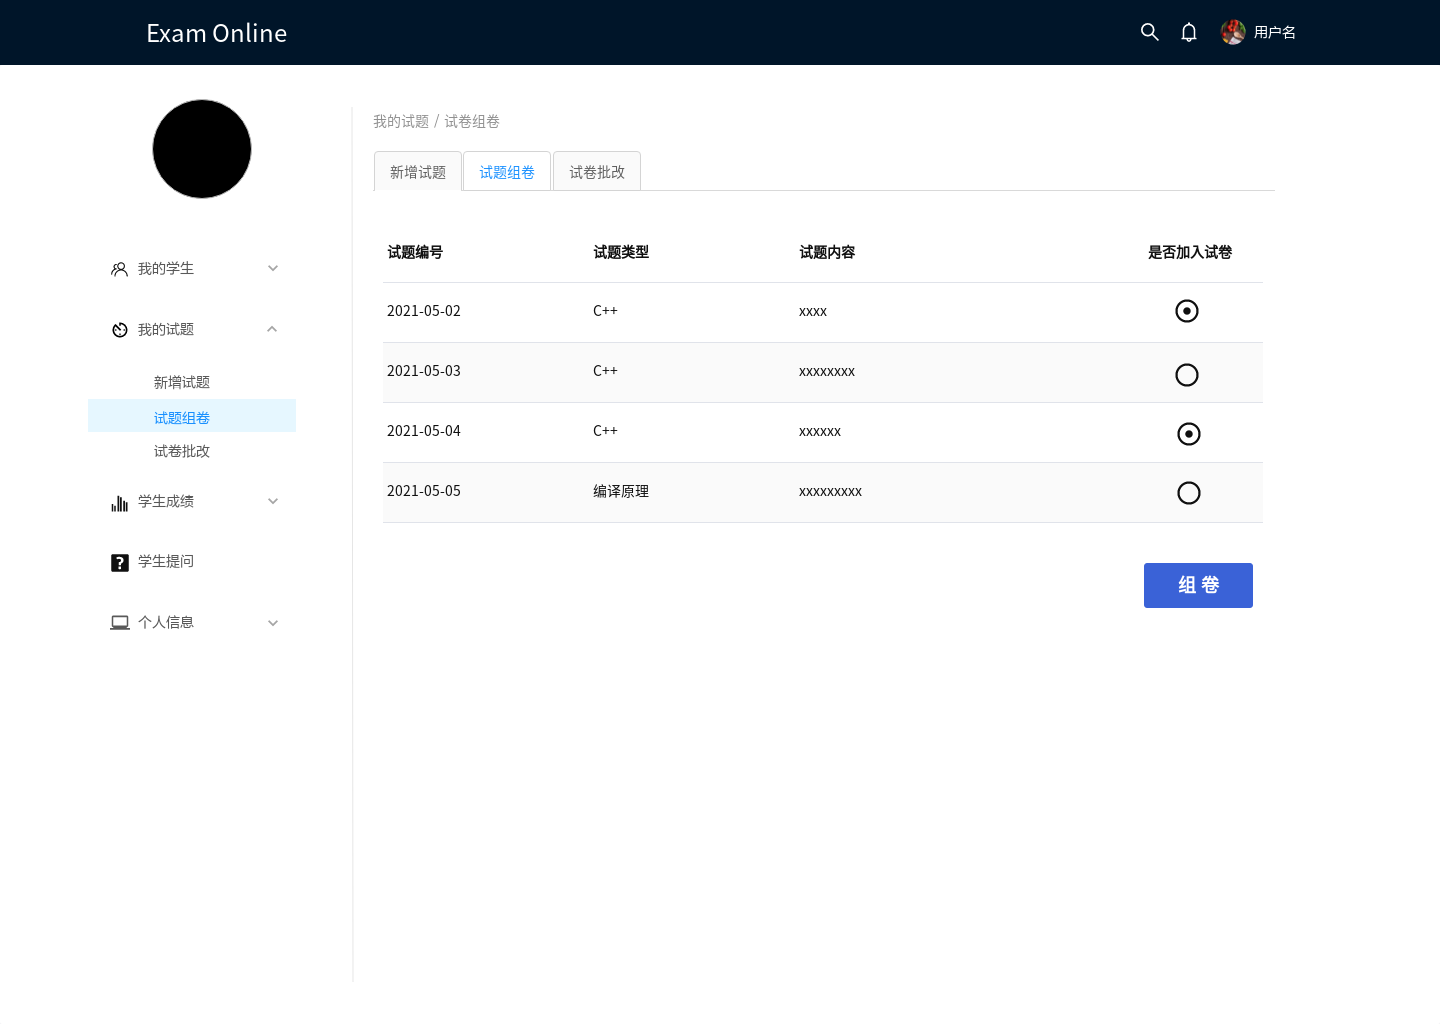 Exam Online
用户名
我的试题 / 试卷组卷
新增试题 试题组卷 试卷批改
我的学生
我的试题
新增试题
试题组卷
试卷批改
学生成绩
学生提问
个人信息
试题编号 试题类型 试题内容 是否加入试卷
2021-05-02 C++ xxxx
2021-05-03 C++ xxxxxxxx
2021-05-04 C++ xxxxxx
2021-05-05 编译原理 xxxxxxxxx
组 卷